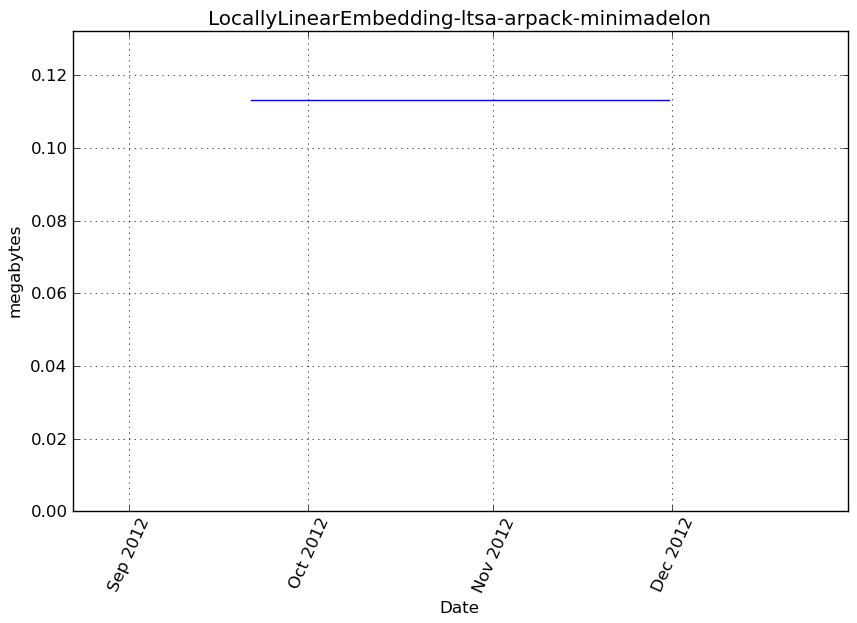 LocallyLinearEmbedding-ltsa-arpack-minimadelon
0.12
0.10
0.08
0.06
0.04
0.02
0.00
megabytes
Sep 2012
Oct 2012
Nov 2012
Dec 2012
Date